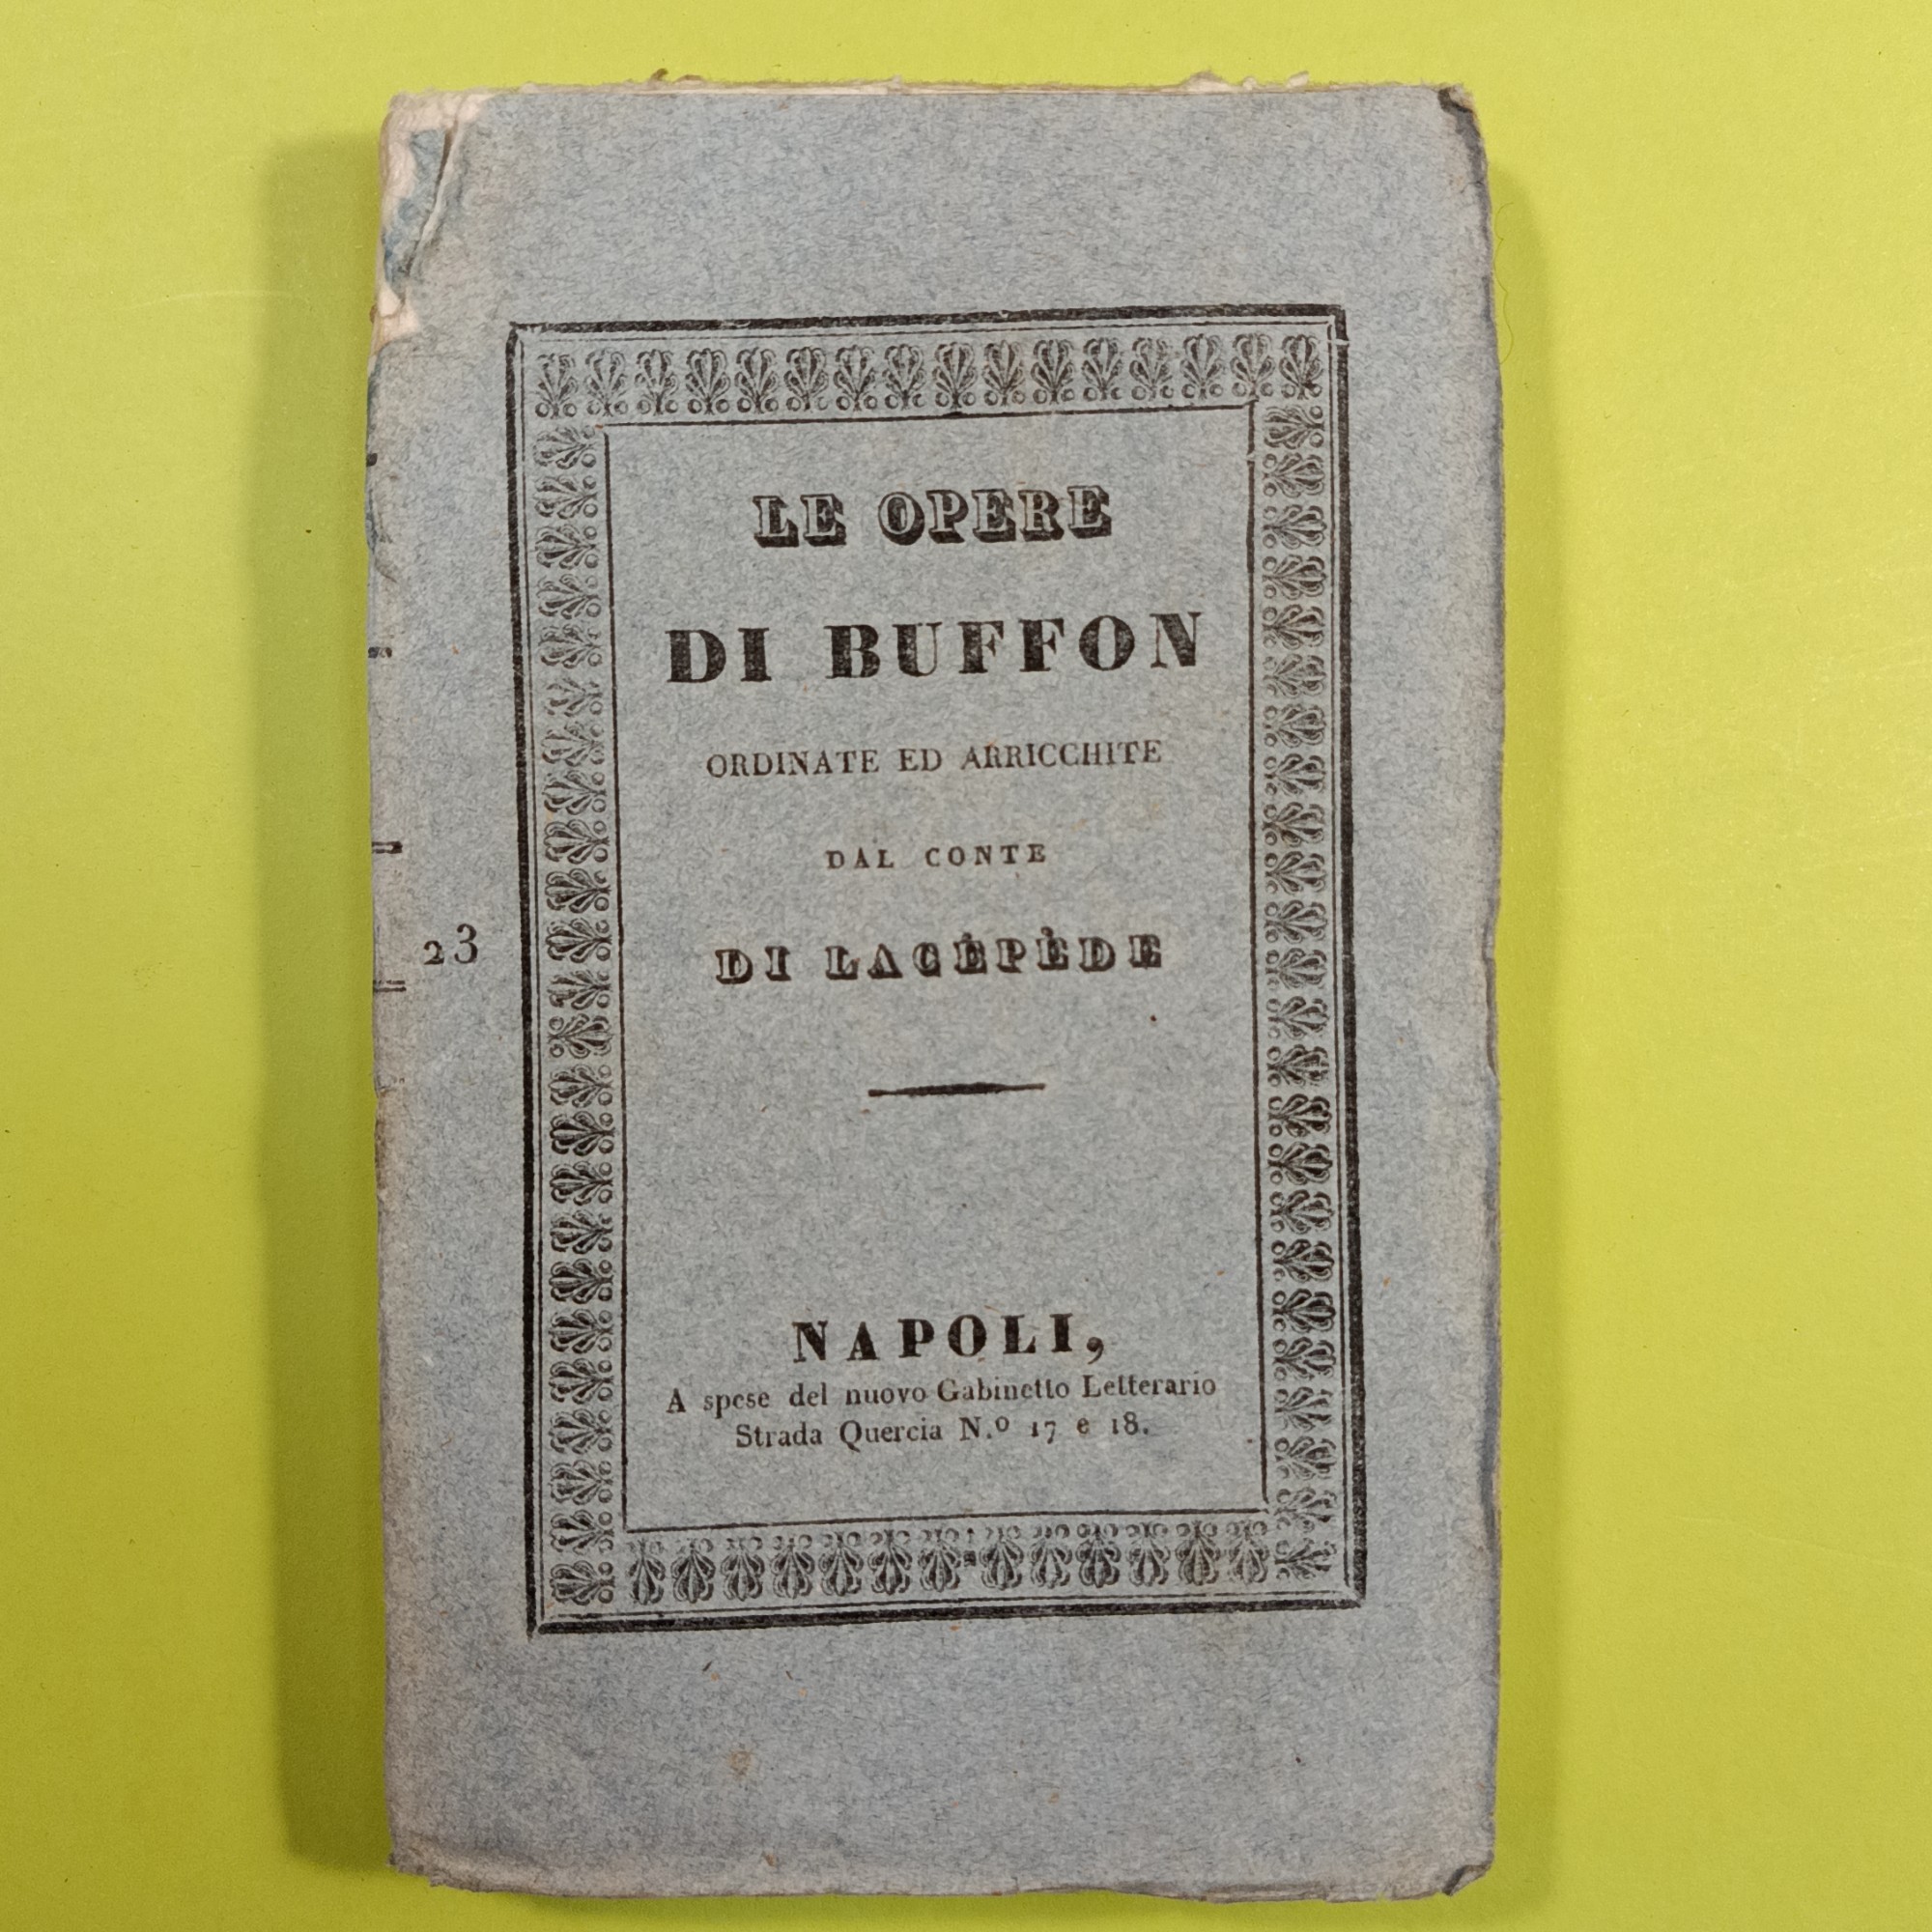 LE OPERE
DI BUFFON
ORDINATE ED ARRICCHITE
DAL CONTE
DI LACÉPÈDE
23
NAPOLI,
A spese del nuovo Gabinetto Letterario
Strada Quercia N.º 17 e 18.